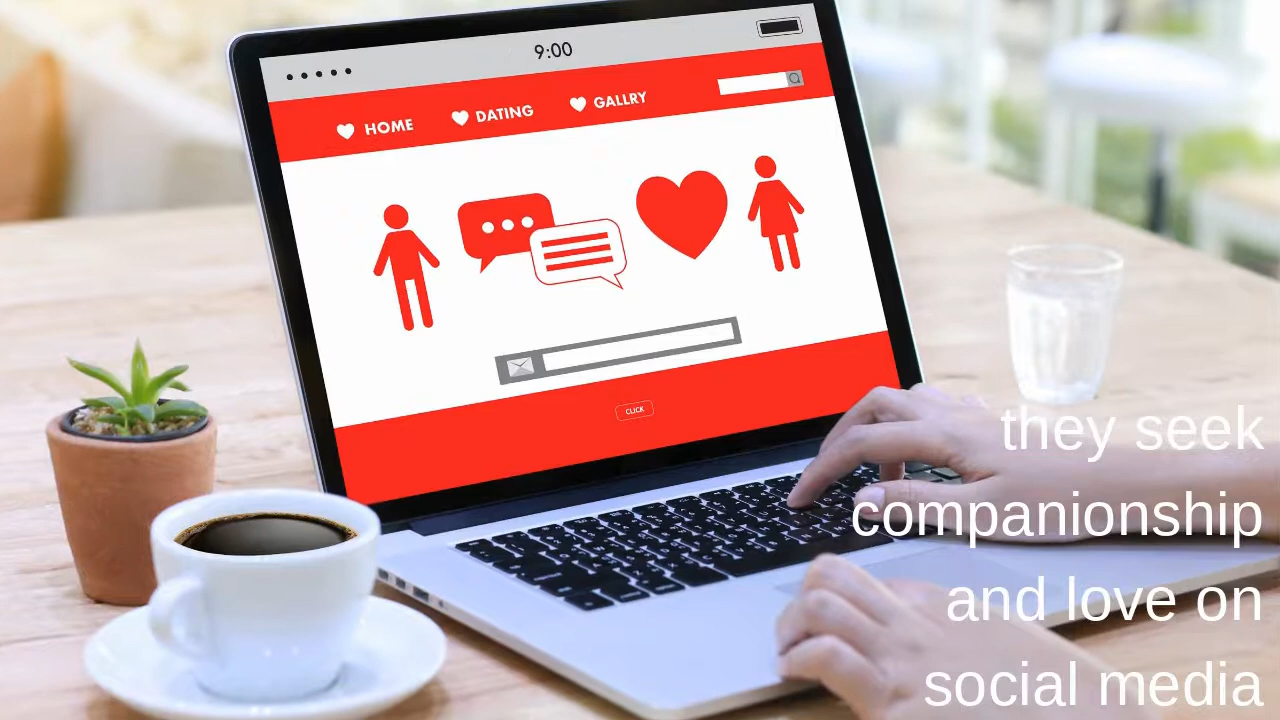 9:00
HOME DATING GALLRY
CLICK
they seek
companionship
and love on
social media